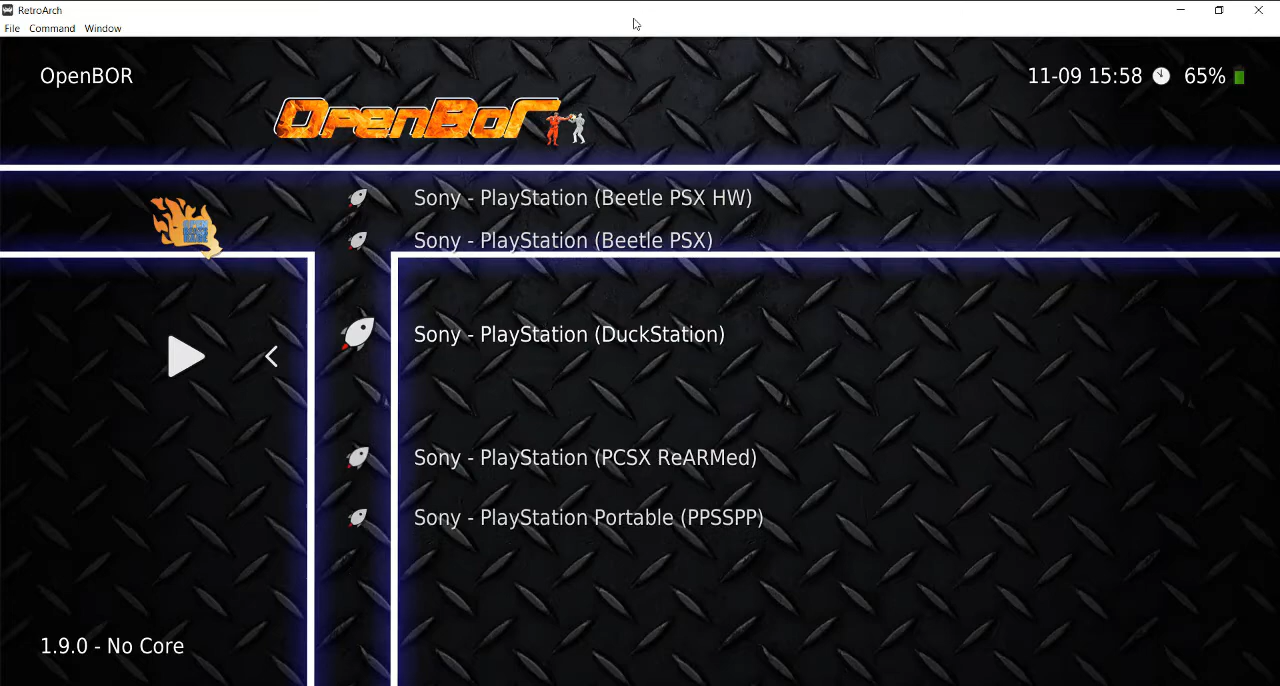 RetroArch
File Command Window
OpenBOR
11-09 15:58 65%
OpenBoR
Sony - PlayStation (Beetle PSX HW)
Sony - PlayStation (Beetle PSX)
Sony - PlayStation (DuckStation)
Sony - PlayStation (PCSX ReARMed)
Sony - PlayStation Portable (PPSSPP)
1.9.0 - No Core